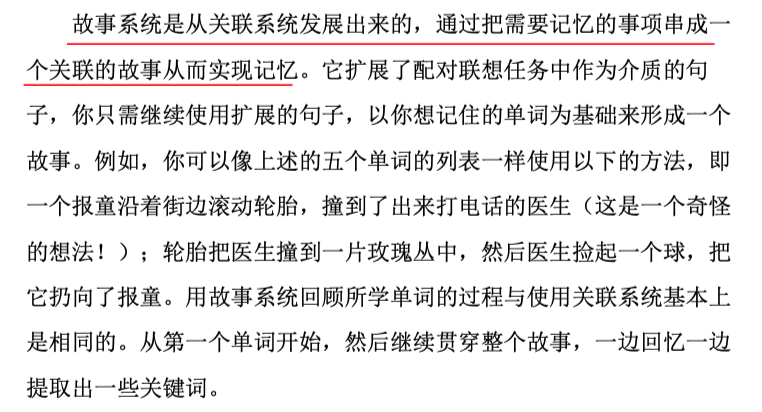 故事系统是从关联系统发展出来的，通过把需要记忆的事项串成一
个关联的故事从而实现记忆。它扩展了配对联想任务中作为介质的句
子，你只需继续使用扩展的句子，以你想记住的单词为基础来形成一个
故事。例如，你可以像上述的五个单词的列表一样使用以下的方法，即
一个报童沿着街边滚动轮胎，撞到了出来打电话的医生（这是一个奇怪
的想法！）；轮胎把医生撞到一片玫瑰丛中，然后医生捡起一个球，把
它扔向了报童。用故事系统回顾所学单词的过程与使用关联系统基本上
是相同的。从第一个单词开始，然后继续贯穿整个故事，一边回忆一边
提取出一些关键词。